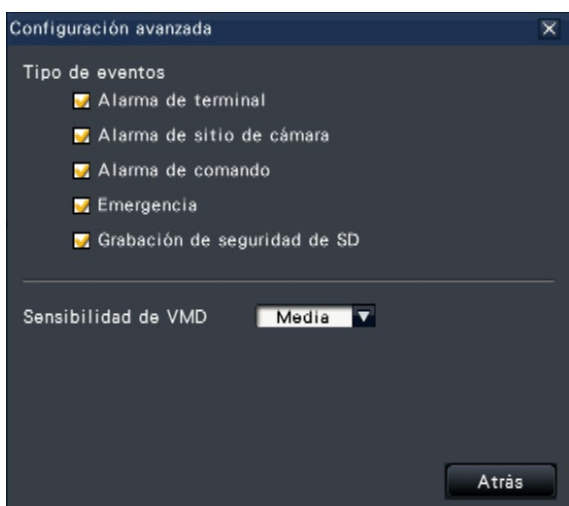 Configuración avanzada
Tipo de eventos
Alarma de terminal
Alarma de sitio de cámara
Alarma de comando
Emergencia
Grabación de seguridad de SD
Sensibilidad de VMD Media
Atrás